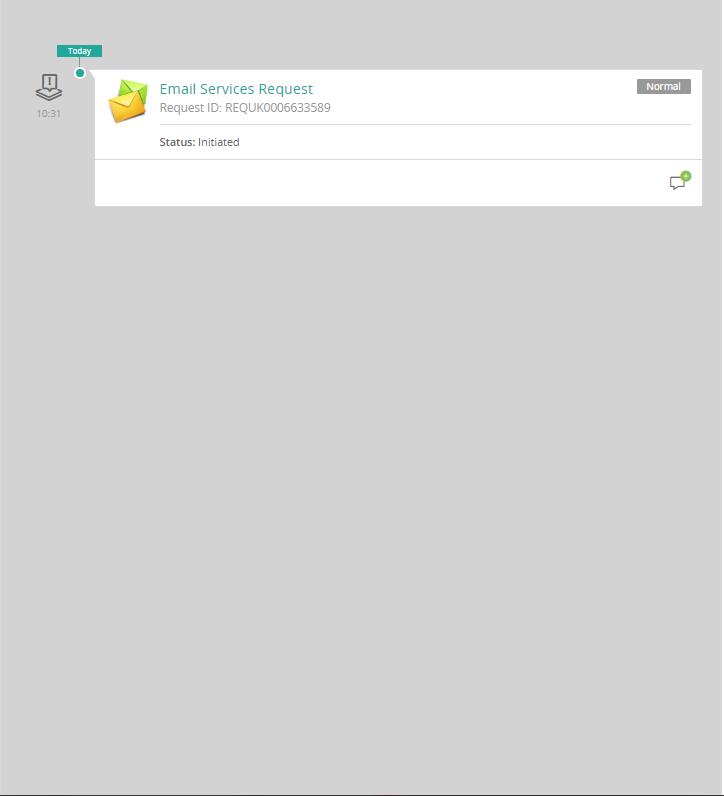 Today
Email Services Request
Normal
Request ID: REQUK0006633589
10:31
Status: Initiated